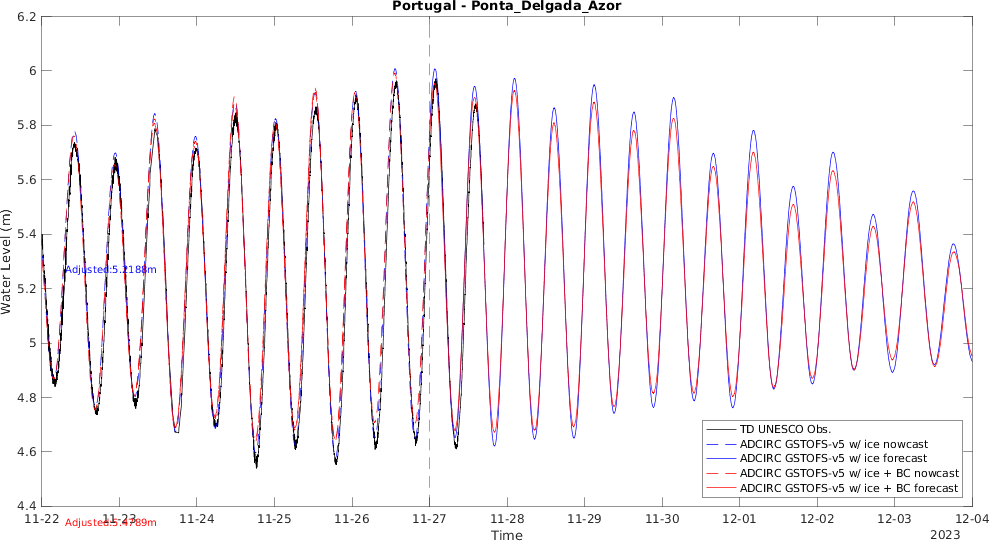 Portugal - Ponta_Delgada_Azor
6.2
6
5.8
5.6
5.4
5.2
5
4.8
4.6
4.4
Water Level (m)
Adjusted:5.2188m
Adjusted:5.4789m
TD UNESCO Obs.
ADCIRC GSTOFS-v5 w/ ice nowcast
ADCIRC GSTOFS-v5 w/ ice forecast
ADCIRC GSTOFS-v5 w/ ice + BC nowcast
ADCIRC GSTOFS-v5 w/ ice + BC forecast
11-22 11-23 11-24 11-25 11-26 11-27 11-28 11-29 11-30 12-01 12-02 12-03 12-04
Time
2023